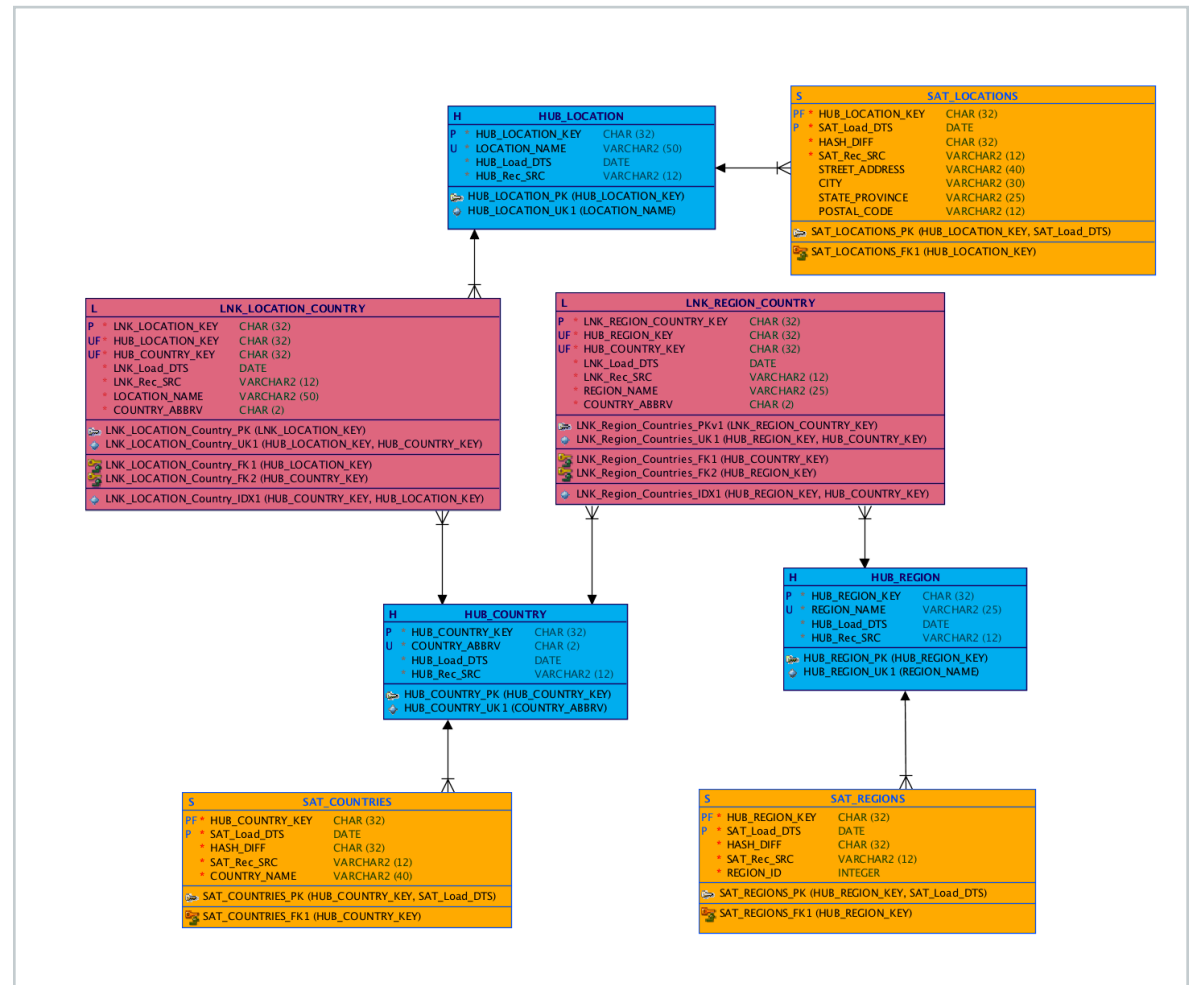 H HUB_LOCATION
P * HUB_LOCATION_KEY CHAR (32)
U * LOCATION_NAME VARCHAR2 (50)
* HUB_Load_DTS DATE
* HUB_Rec_SRC VARCHAR2 (12)
HUB_LOCATION_PK (HUB_LOCATION_KEY)
HUB_LOCATION_UK1 (LOCATION_NAME)
S SAT_LOCATIONS
PF * HUB_LOCATION_KEY CHAR (32)
P * SAT_Load_DTS DATE
* HASH_DIFF CHAR (32)
* SAT_Rec_SRC VARCHAR2 (12)
STREET_ADDRESS VARCHAR2 (40)
CITY VARCHAR2 (30)
STATE_PROVINCE VARCHAR2 (25)
POSTAL_CODE VARCHAR2 (12)
SAT_LOCATIONS_PK (HUB_LOCATION_KEY, SAT_Load_DTS)
SAT_LOCATIONS_FK1 (HUB_LOCATION_KEY)
L LNK_LOCATION_COUNTRY
P * LNK_LOCATION_KEY CHAR (32)
UF * HUB_LOCATION_KEY CHAR (32)
UF * HUB_COUNTRY_KEY CHAR (32)
* LNK_Load_DTS DATE
* LNK_Rec_SRC VARCHAR2 (12)
* LOCATION_NAME VARCHAR2 (50)
* COUNTRY_ABBRV CHAR (2)
LNK_LOCATION_Country_PK (LNK_LOCATION_KEY)
LNK_LOCATION_Country_UK1 (HUB_LOCATION_KEY, HUB_COUNTRY_KEY)
LNK_LOCATION_Country_FK1 (HUB_LOCATION_KEY)
LNK_LOCATION_Country_FK2 (HUB_COUNTRY_KEY)
LNK_LOCATION_Country_IDX1 (HUB_COUNTRY_KEY, HUB_LOCATION_KEY)
L LNK_REGION_COUNTRY
P * LNK_REGION_COUNTRY_KEY CHAR (32)
UF * HUB_REGION_KEY CHAR (32)
UF * HUB_COUNTRY_KEY CHAR (32)
* LNK_Load_DTS DATE
* LNK_Rec_SRC VARCHAR2 (12)
* REGION_NAME VARCHAR2 (25)
* COUNTRY_ABBRV CHAR (2)
LNK_Region_Countries_PKv1 (LNK_REGION_COUNTRY_KEY)
LNK_Region_Countries_UK1 (HUB_REGION_KEY, HUB_COUNTRY_KEY)
LNK_Region_Countries_FK1 (HUB_COUNTRY_KEY)
LNK_Region_Countries_FK2 (HUB_REGION_KEY)
LNK_Region_Countries_IDX1 (HUB_REGION_KEY, HUB_COUNTRY_KEY)
H HUB_COUNTRY
P * HUB_COUNTRY_KEY CHAR (32)
U * COUNTRY_ABBRV CHAR (2)
* HUB_Load_DTS DATE
* HUB_Rec_SRC VARCHAR2 (12)
HUB_COUNTRY_PK (HUB_COUNTRY_KEY)
HUB_COUNTRY_UK1 (COUNTRY_ABBRV)
H HUB_REGION
P * HUB_REGION_KEY CHAR (32)
U * REGION_NAME VARCHAR2 (25)
* HUB_Load_DTS DATE
* HUB_Rec_SRC VARCHAR2 (12)
HUB_REGION_PK (HUB_REGION_KEY)
HUB_REGION_UK1 (REGION_NAME)
S SAT_COUNTRIES
PF * HUB_COUNTRY_KEY CHAR (32)
P * SAT_Load_DTS DATE
* HASH_DIFF CHAR (32)
* SAT_Rec_SRC VARCHAR2 (12)
* COUNTRY_NAME VARCHAR2 (40)
SAT_COUNTRIES_PK (HUB_COUNTRY_KEY, SAT_Load_DTS)
SAT_COUNTRIES_FK1 (HUB_COUNTRY_KEY)
S SAT_REGIONS
PF * HUB_REGION_KEY CHAR (32)
P * SAT_Load_DTS DATE
* HASH_DIFF CHAR (32)
* SAT_Rec_SRC VARCHAR2 (12)
* REGION_ID INTEGER
SAT_REGIONS_PK (HUB_REGION_KEY, SAT_Load_DTS)
SAT_REGIONS_FK1 (HUB_REGION_KEY)